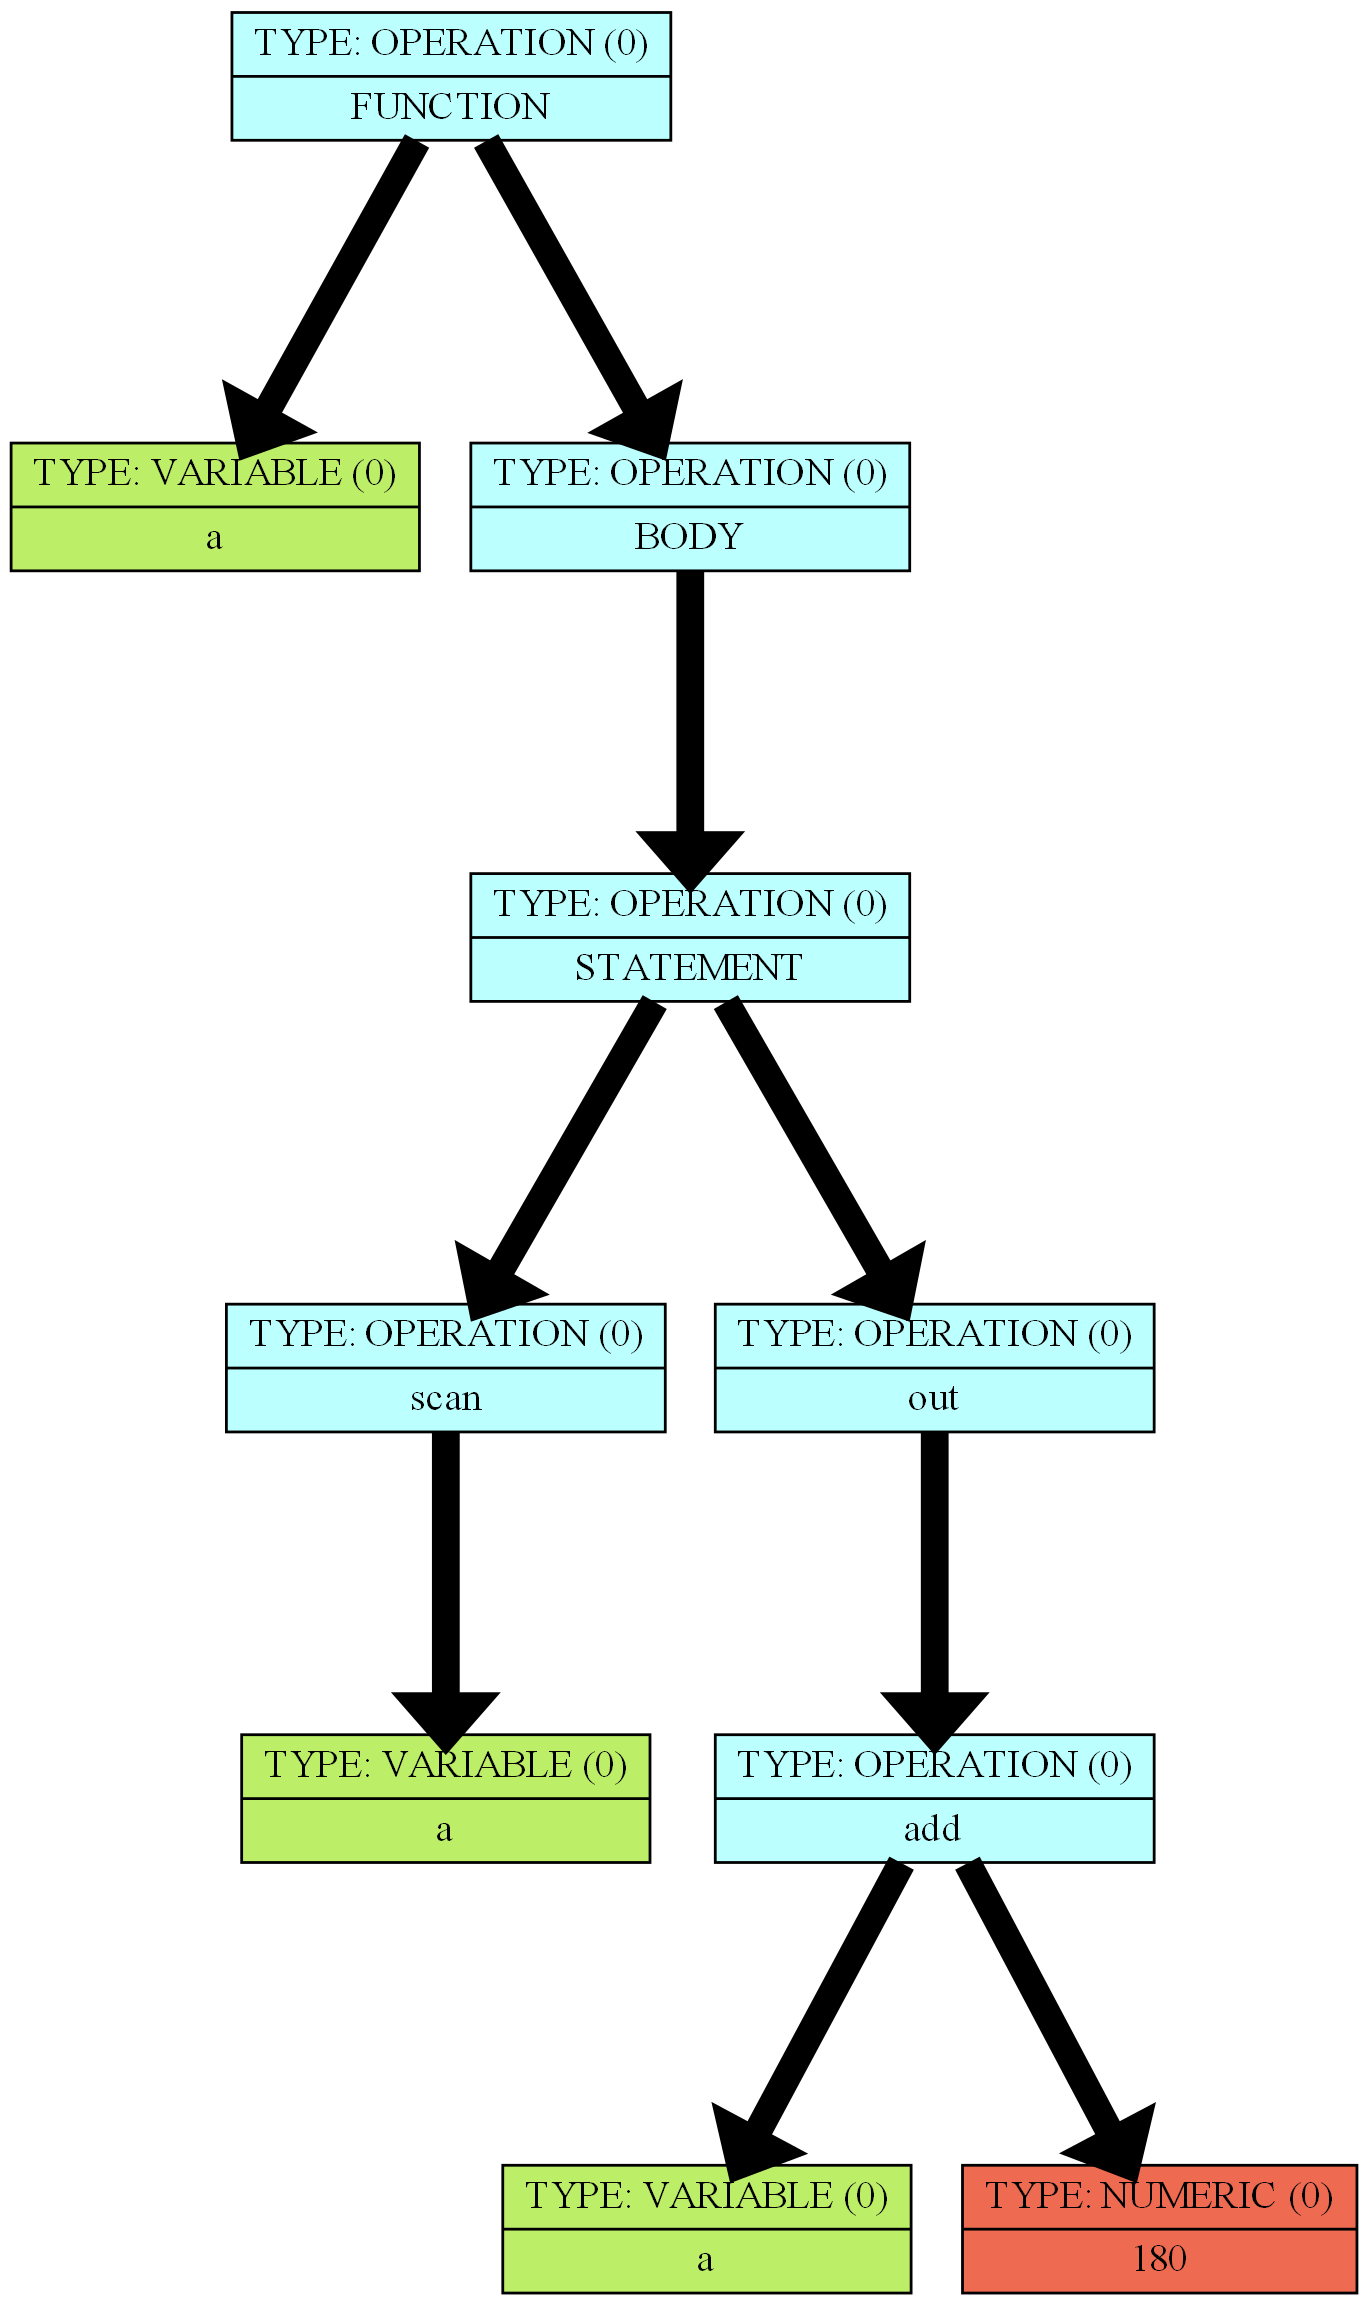 TYPE: OPERATION (0)
FUNCTION
TYPE: VARIABLE (0)
a
TYPE: OPERATION (0)
BODY
TYPE: OPERATION (0)
STATEMENT
TYPE: OPERATION (0)
scan
TYPE: OPERATION (0)
out
TYPE: VARIABLE (0)
a
TYPE: OPERATION (0)
add
TYPE: VARIABLE (0)
a
TYPE: NUMERIC (0)
180